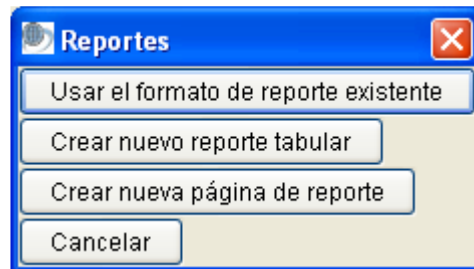 Reportes
Usar el formato de reporte existente
Crear nuevo reporte tabular
Crear nueva página de reporte
Cancelar